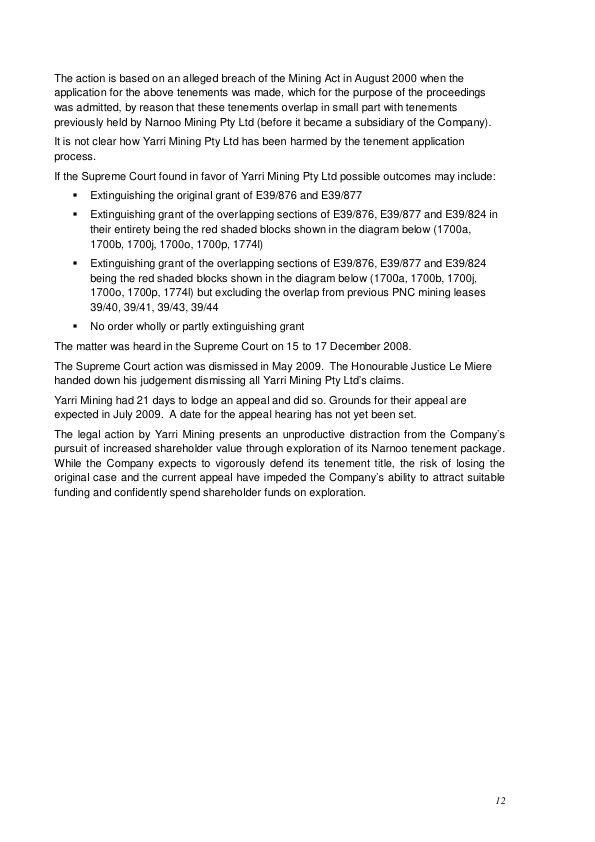 The action is based on an alleged breach of the Mining Act in August 2000 when the
application for the above tenements was made, which for the purpose of the proceedings
was admitted, by reason that these tenements overlap in small part with tenements
previously held by Narnoo Mining Pty Ltd (before it became a subsidiary of the Company).
It is not clear how Yarri Mining Pty Ltd has been harmed by the tenement application
process.
If the Supreme Court found in favor of Yarri Mining Pty Ltd possible outcomes may include:
▪ Extinguishing the original grant of E39/876 and E39/877
▪ Extinguishing grant of the overlapping sections of E39/876, E39/877 and E39/824 in
their entirety being the red shaded blocks shown in the diagram below (1700a,
1700b, 1700j, 1700o, 1700p, 1774l)
▪ Extinguishing grant of the overlapping sections of E39/876, E39/877 and E39/824
being the red shaded blocks shown in the diagram below (1700a, 1700b, 1700j,
1700o, 1700p, 1774l) but excluding the overlap from previous PNC mining leases
39/40, 39/41, 39/43, 39/44
▪ No order wholly or partly extinguishing grant
The matter was heard in the Supreme Court on 15 to 17 December 2008.
The Supreme Court action was dismissed in May 2009.  The Honourable Justice Le Miere
handed down his judgement dismissing all Yarri Mining Pty Ltd's claims.
Yarri Mining had 21 days to lodge an appeal and did so. Grounds for their appeal are
expected in July 2009.  A date for the appeal hearing has not yet been set.
The legal action by Yarri Mining presents an unproductive distraction from the Company's
pursuit of increased shareholder value through exploration of its Narnoo tenement package.
While the Company expects to vigorously defend its tenement title, the risk of losing the
original case and the current appeal have impeded the Company's ability to attract suitable
funding and confidently spend shareholder funds on exploration.
12